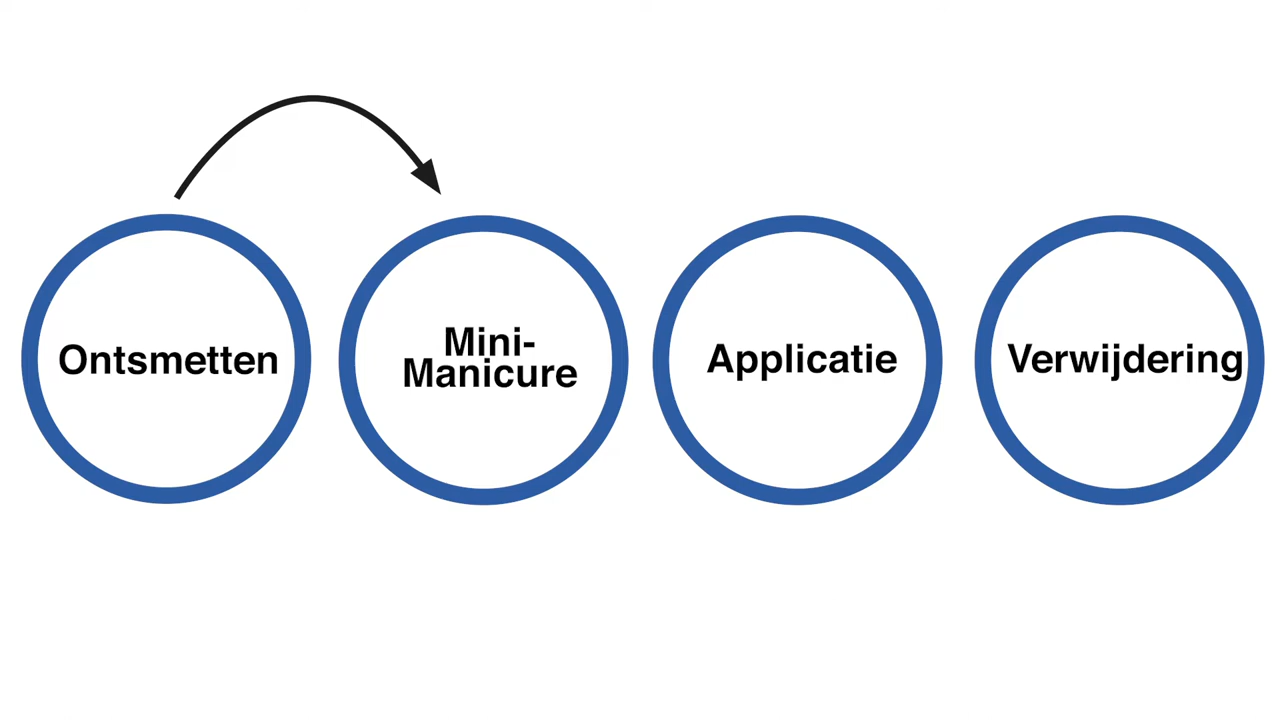 Ontsmetten
Mini-
Manicure
Applicatie
Verwijdering